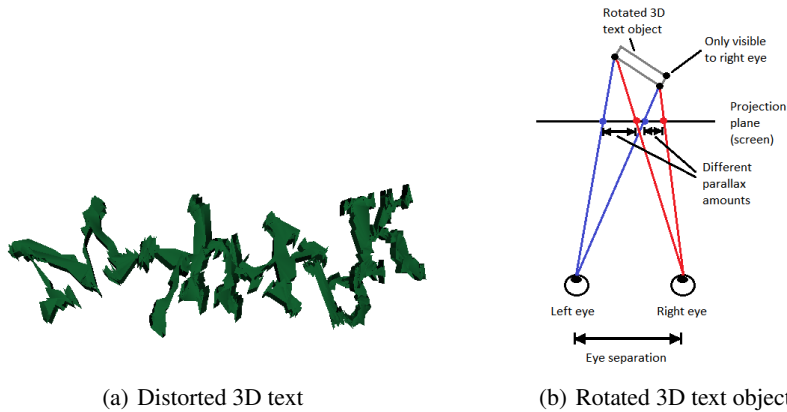 Rotated 3D
text object
Only visible
to right eye
Projection
plane
(screen)
Different
parallax
amounts
Left eye
Right eye
Eye separation
(a) Distorted 3D text
(b) Rotated 3D text object